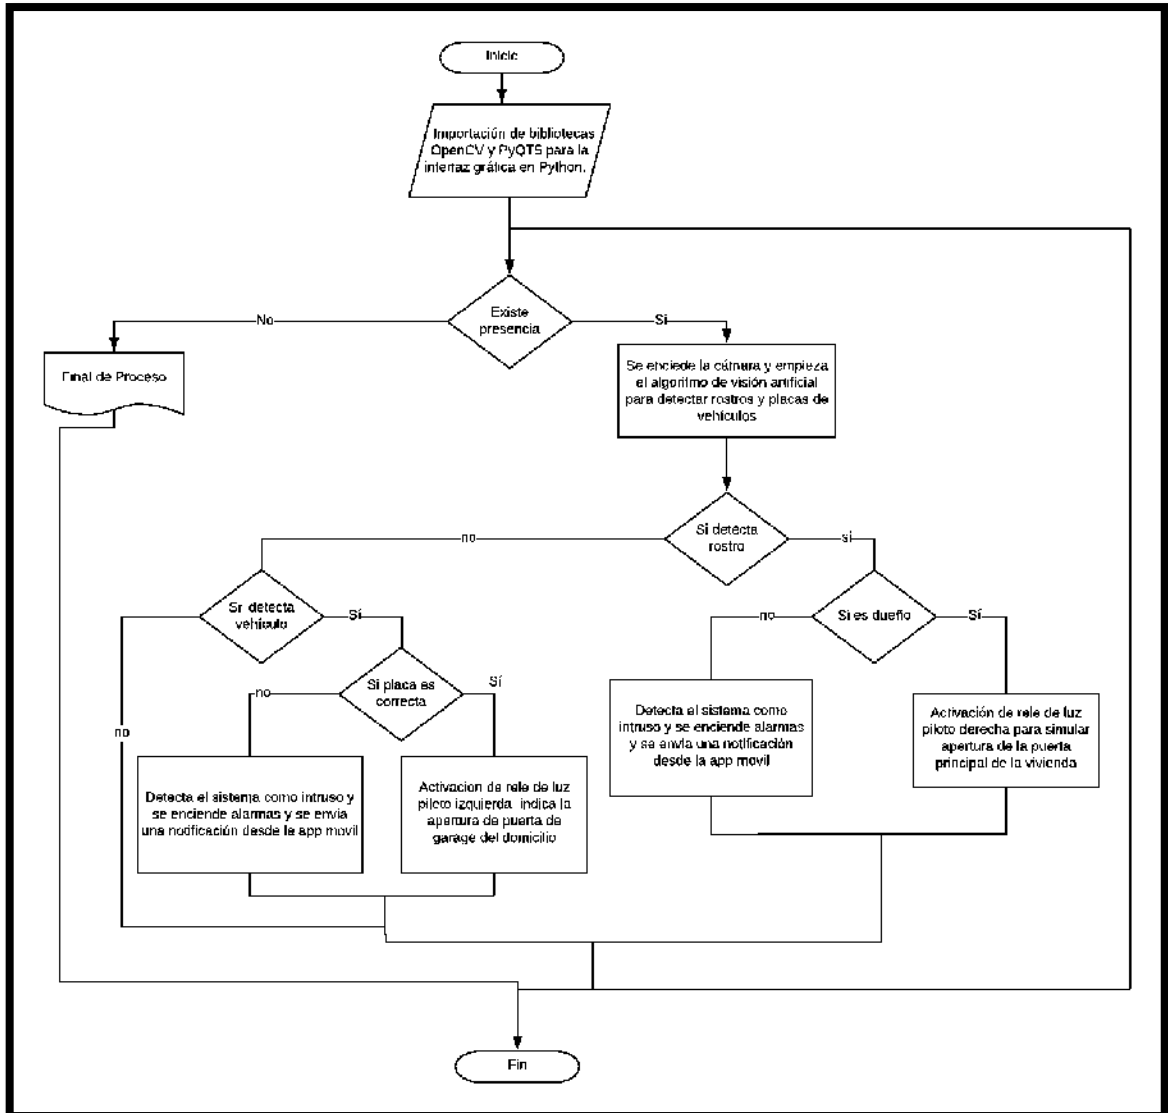 Inicio
Importación de bibliotecas
OpenCV y PyQT5 para la
interfaz gráfica en Python.
Existe
presencia
No
Si
Final de Proceso
Se enciede la cámara y empieza
el algoritmo de visión artificial
para detectar rostros y placas de
vehículos
Si detecta
rostro
no
si
Si detecta
vehículo
Sí
no
Si es dueño
no
Sí
Si placa es
correcta
no
Sí
Detecta el sistema como
intruso y se enciende alarmas
y se envía una notificación
desde la app movil
Activación de rele de luz
piloto derecha para simular
apertura de la puerta
principal de la vivienda
Detecta el sistema como intruso y
se enciende alarmas y se envia
una notificación desde la app movil
Activacion de rele de luz
piloto izquierda indica la
apertura de puerta de
garage del domicilio
Fin